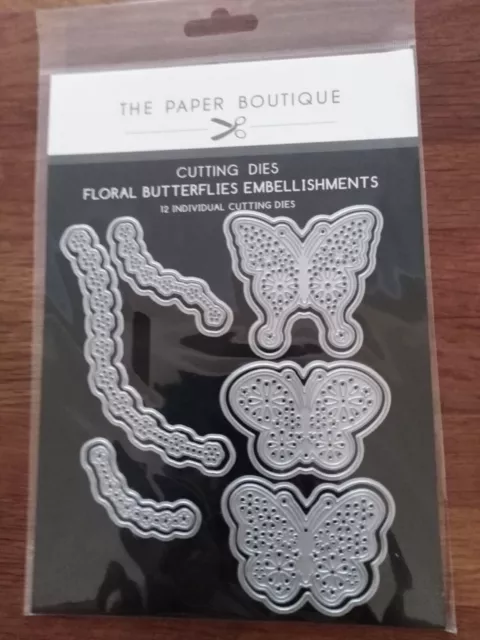 THE PAPER BOUTIQUE
CUTTING DIES
FLORAL BUTTERFLIES EMBELLISHMENTS
12 INDIVIDUAL CUTTING DIES